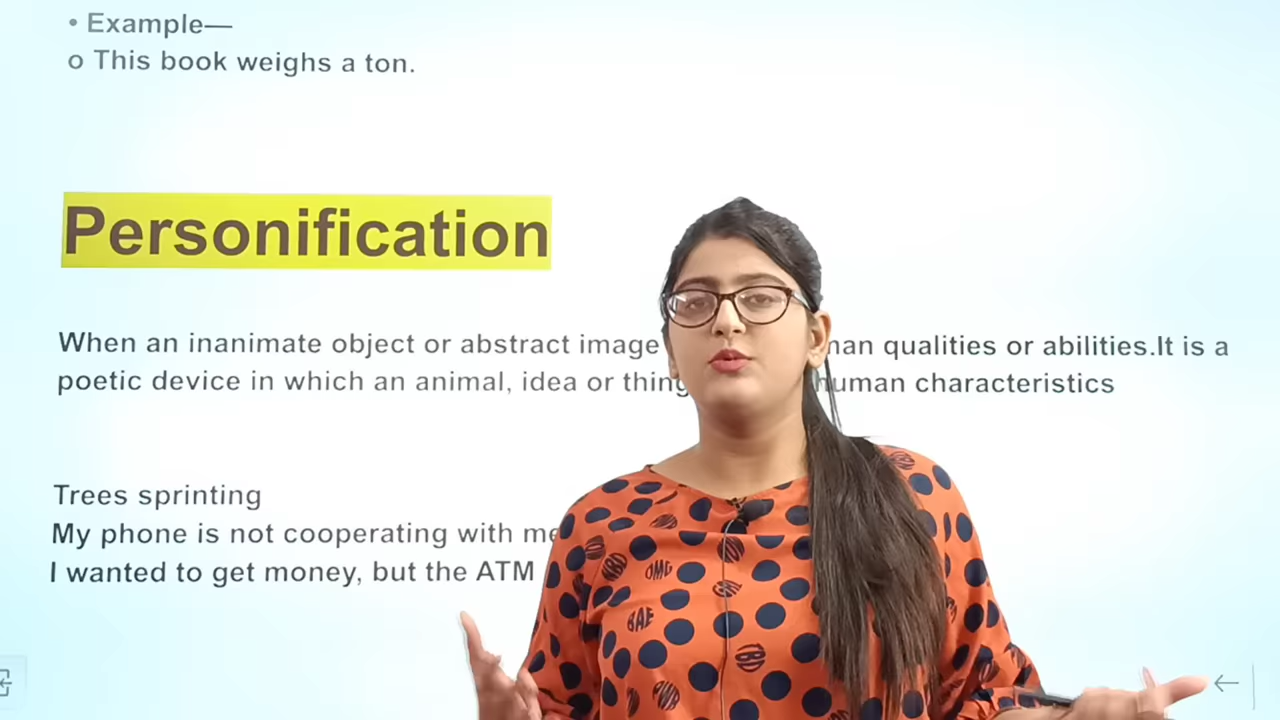 • Example—
o This book weighs a ton.
Personification
When an inanimate object or abstract image qualities or abilities.It is a
poetic device in which an animal, idea or thing human characteristics
Trees sprinting
My phone is not cooperating with me
I wanted to get money, but the ATM
OMG
BAE